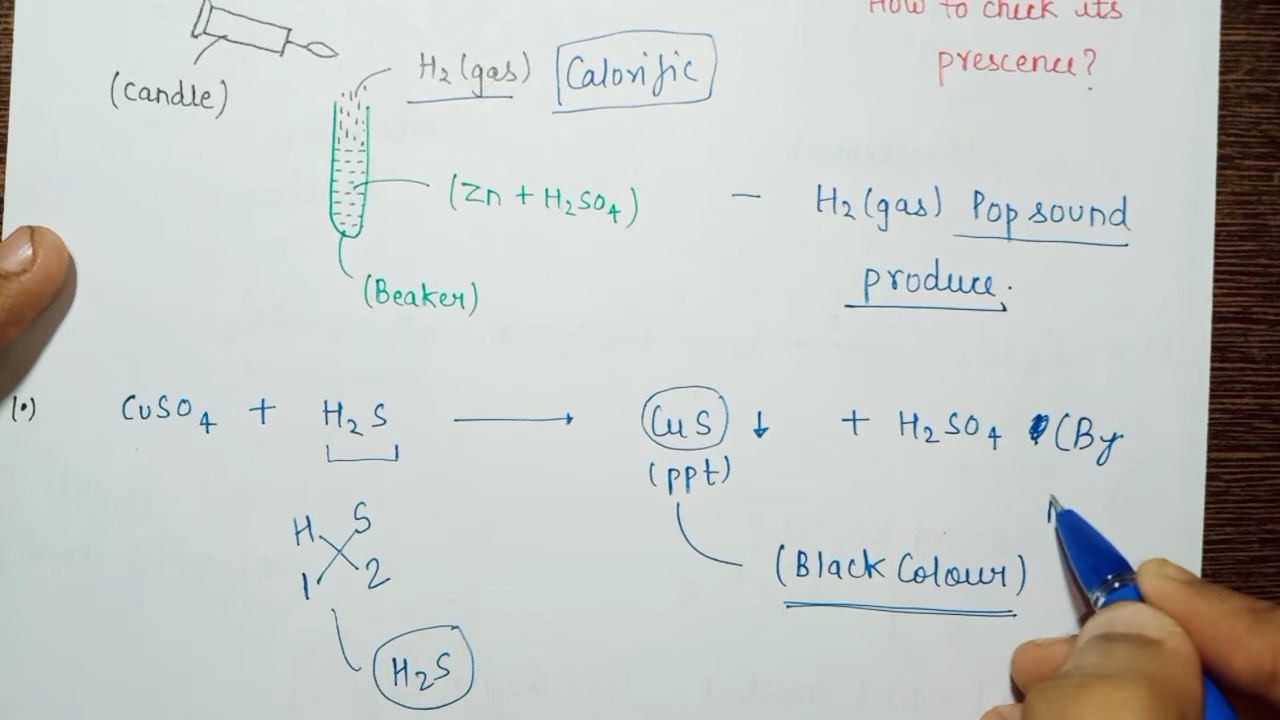 How to check its
prescence?
(Candle)
H₂ (gas) Calorific
(Zn + H₂SO₄) — H₂ (gas) Pop sound
produce.
(Beaker)
(•) CuSO₄ + H₂S → CuS ↓ + H₂SO₄ (By
(ppt)
H S
1 2
(Black Colour)
H₂S